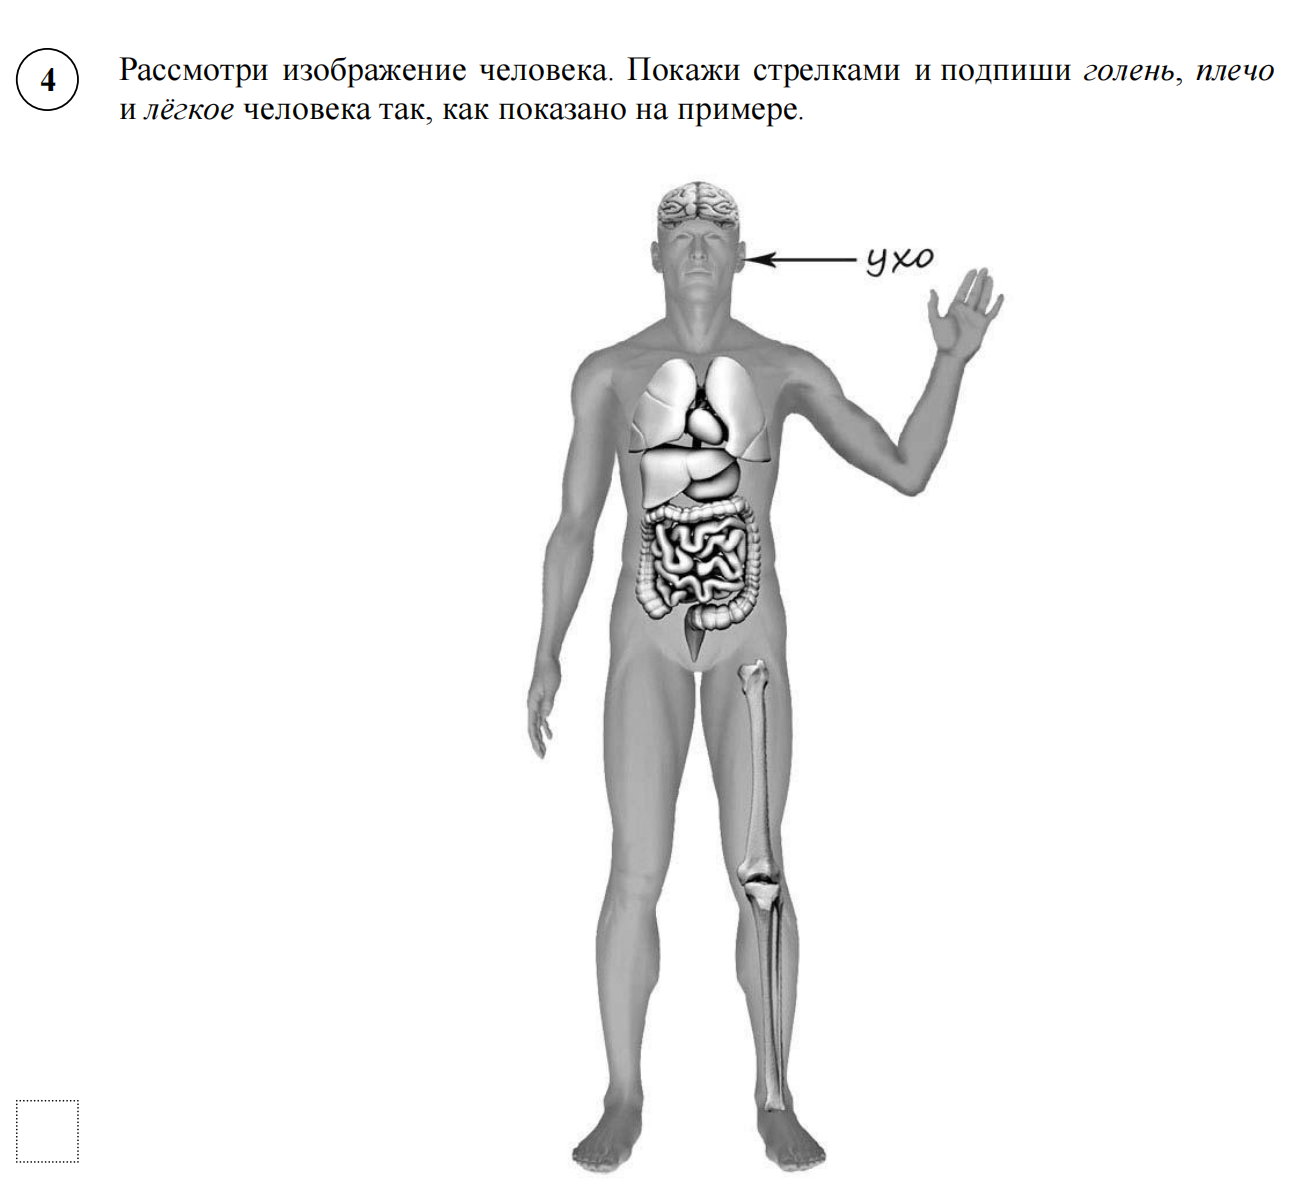 4
Рассмотри изображение человека. Покажи стрелками и подпиши голень, плечо
и лёгкое человека так, как показано на примере.
ухо